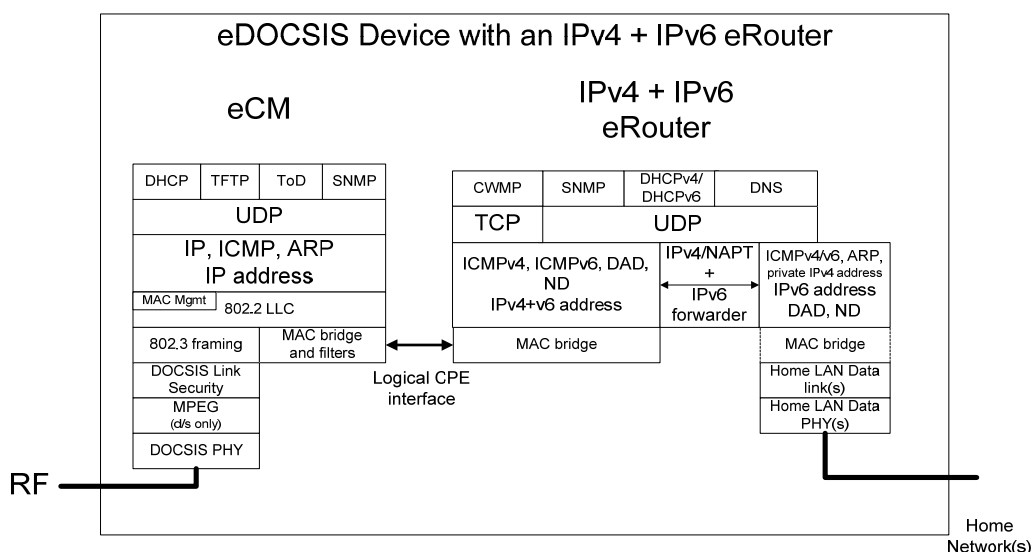 eDOCSIS Device with an IPv4 + IPv6 eRouter
eCM
IPv4 + IPv6
eRouter
DHCP
TFTP
ToD
SNMP
UDP
IP, ICMP, ARP
IP address
MAC Mgmt
802.2 LLC
802.3 framing
MAC bridge
and filters
DOCSIS Link
Security
MPEG
(d/s only)
DOCSIS PHY
RF
Logical CPE
interface
CWMP
SNMP
DHCPv4/
DHCPv6
DNS
TCP
UDP
ICMPv4, ICMPv6, DAD,
ND
IPv4+v6 address
IPv4/NAPT
+
IPv6
forwarder
ICMPv4/v6, ARP,
private IPv4 address
IPv6 address
DAD, ND
MAC bridge
MAC bridge
Home LAN Data
link(s)
Home LAN Data
PHY(s)
Home
Network(s)